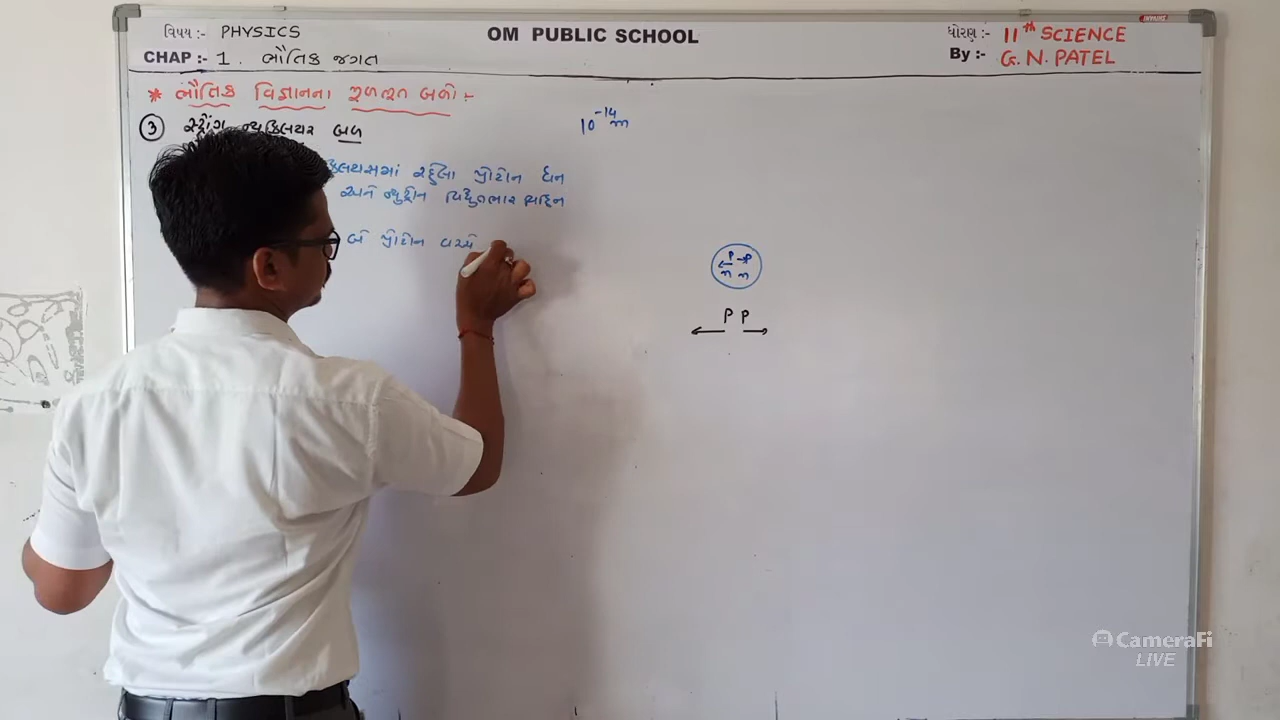 વિષય:- PHYSICS
OM PUBLIC SCHOOL
ધોરણ:- 11th SCIENCE
CHAP :- 1. ભૌતિક જગત
By :- G. N. PATEL
* ભૌતિક વિજ્ઞાનના મૂળભૂત બળો :-
③ સ્ટ્રોંગ ન્યુક્લિયર બળ
10^-14 m
રહેલા પ્રોટોન ધન
અને ન્યુટ્રોન વિદ્યુતભાર રહિત
બે પ્રોટોન વચ્ચે
P P
n n
P P
CameraFi
LIVE